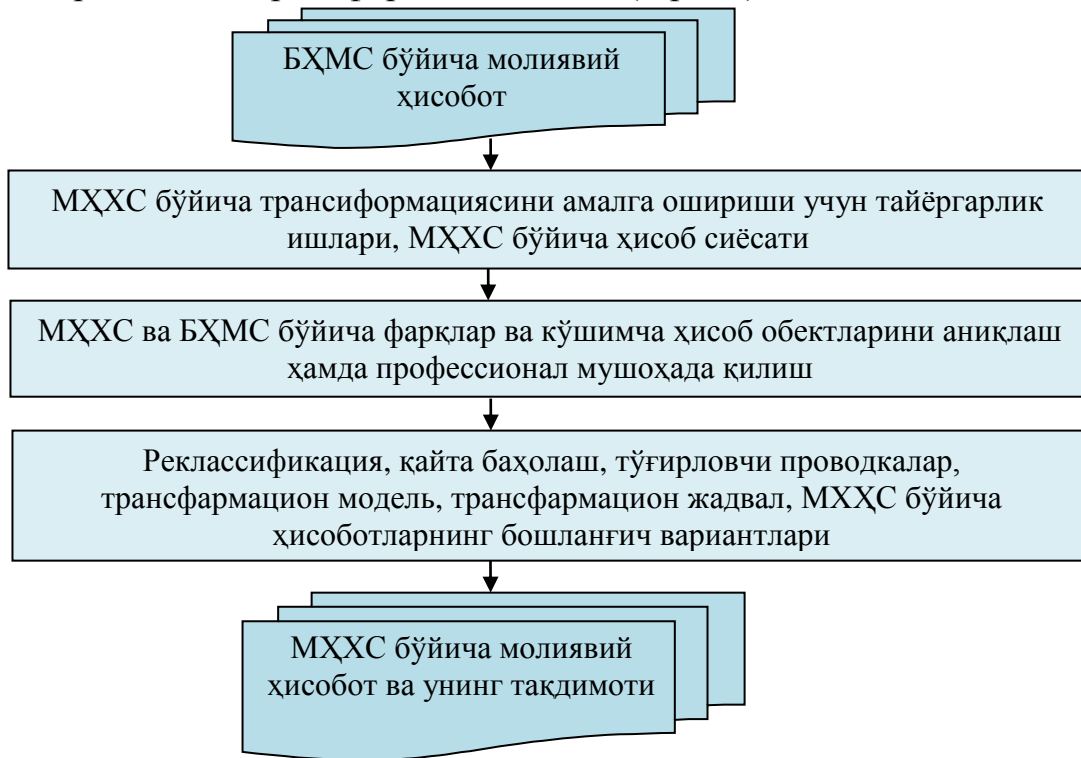 БҲМС бўйича молиявий
ҳисобот
МҲХС бўйича трансиформациясини амалга ошириши учун тайёргарлик
ишлари, МҲХС бўйича ҳисоб сиёсати
МҲХС ва БҲМС бўйича фарқлар ва кўшимча ҳисоб обектларини аниқлаш
ҳамда профессионал мушоҳада қилиш
Реклассификация, қайта баҳолаш, тўғирловчи проводкалар,
трансфармацион модель, трансфармацион жадвал, МХҲС бўйича
ҳисоботларнинг бошланғич вариантлари
МҲХС бўйича молиявий
ҳисобот ва унинг тақдимоти